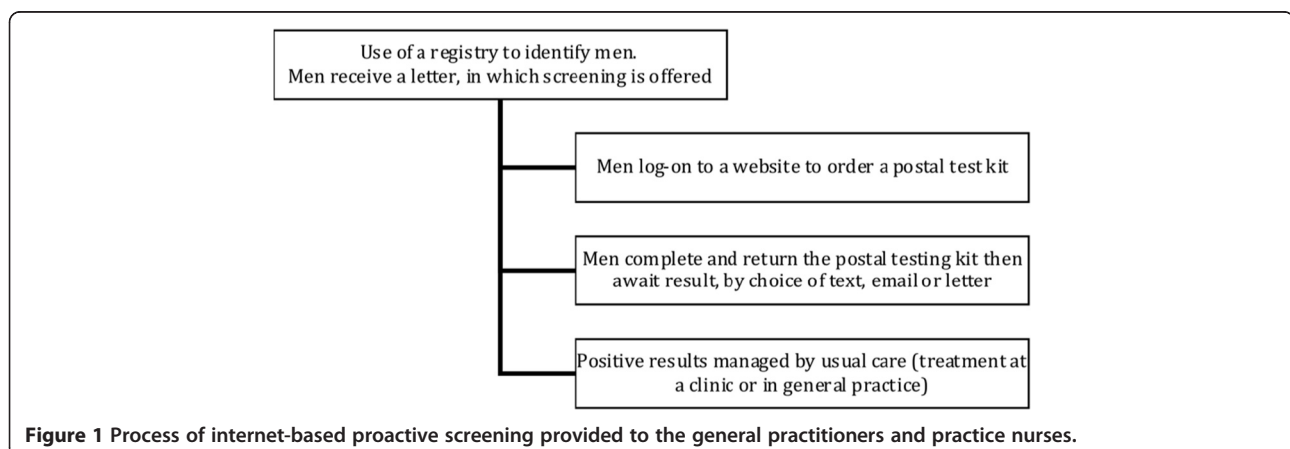 Use of a registry to identify men.
Men receive a letter, in which screening is offered
Men log-on to a website to order a postal test kit
Men complete and return the postal testing kit then
await result, by choice of text, email or letter
Positive results managed by usual care (treatment at
a clinic or in general practice)
Figure 1 Process of internet-based proactive screening provided to the general practitioners and practice nurses.